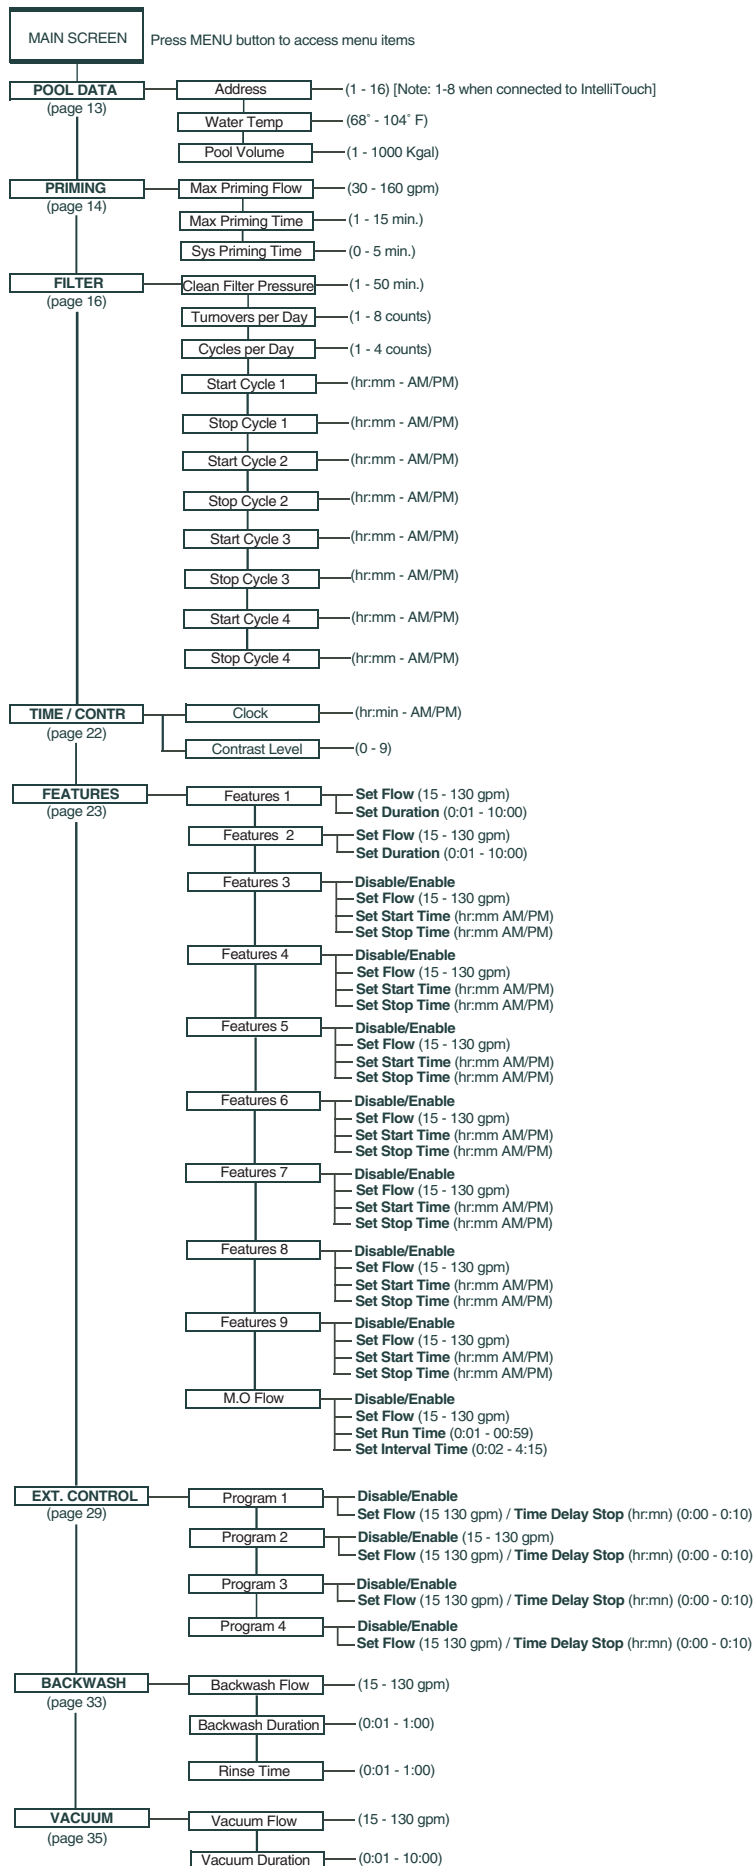 MAIN SCREEN Press MENU button to access menu items
POOL DATA Address (1 - 16) [Note: 1-8 when connected to IntelliTouch]
(page 13)
Water Temp (68˚ - 104˚ F)
Pool Volume (1 - 1000 Kgal)
PRIMING Max Priming Flow (30 - 160 gpm)
(page 14)
Max Priming Time (1 - 15 min.)
Sys Priming Time (0 - 5 min.)
FILTER Clean Filter Pressure (1 - 50 min.)
(page 16)
Turnovers per Day (1 - 8 counts)
Cycles per Day (1 - 4 counts)
Start Cycle 1 (hr:mm - AM/PM)
Stop Cycle 1 (hr:mm - AM/PM)
Start Cycle 2 (hr:mm - AM/PM)
Stop Cycle 2 (hr:mm - AM/PM)
Start Cycle 3 (hr:mm - AM/PM)
Stop Cycle 3 (hr:mm - AM/PM)
Start Cycle 4 (hr:mm - AM/PM)
Stop Cycle 4 (hr:mm - AM/PM)
TIME / CONTR Clock (hr:min - AM/PM)
(page 22)
Contrast Level (0 - 9)
FEATURES Features 1 Set Flow (15 - 130 gpm)
(page 23) Set Duration (0:01 - 10:00)
Features 2 Set Flow (15 - 130 gpm)
Set Duration (0:01 - 10:00)
Features 3 Disable/Enable
Set Flow (15 - 130 gpm)
Set Start Time (hr:mm AM/PM)
Set Stop Time (hr:mm AM/PM)
Features 4 Disable/Enable
Set Flow (15 - 130 gpm)
Set Start Time (hr:mm AM/PM)
Set Stop Time (hr:mm AM/PM)
Features 5 Disable/Enable
Set Flow (15 - 130 gpm)
Set Start Time (hr:mm AM/PM)
Set Stop Time (hr:mm AM/PM)
Features 6 Disable/Enable
Set Flow (15 - 130 gpm)
Set Start Time (hr:mm AM/PM)
Set Stop Time (hr:mm AM/PM)
Features 7 Disable/Enable
Set Flow (15 - 130 gpm)
Set Start Time (hr:mm AM/PM)
Set Stop Time (hr:mm AM/PM)
Features 8 Disable/Enable
Set Flow (15 - 130 gpm)
Set Start Time (hr:mm AM/PM)
Set Stop Time (hr:mm AM/PM)
Features 9 Disable/Enable
Set Flow (15 - 130 gpm)
Set Start Time (hr:mm AM/PM)
Set Stop Time (hr:mm AM/PM)
M.O Flow Disable/Enable
Set Flow (15 - 130 gpm)
Set Run Time (0:01 - 00:59)
Set Interval Time (0:02 - 4:15)
EXT. CONTROL Program 1 Disable/Enable
(page 29) Set Flow (15 130 gpm) / Time Delay Stop (hr:mn) (0:00 - 0:10)
Program 2 Disable/Enable (15 - 130 gpm)
Set Flow (15 130 gpm) / Time Delay Stop (hr:mn) (0:00 - 0:10)
Program 3 Disable/Enable
Set Flow (15 130 gpm) / Time Delay Stop (hr:mn) (0:00 - 0:10)
Program 4 Disable/Enable
Set Flow (15 130 gpm) / Time Delay Stop (hr:mn) (0:00 - 0:10)
BACKWASH Backwash Flow (15 - 130 gpm)
(page 33)
Backwash Duration (0:01 - 1:00)
Rinse Time (0:01 - 1:00)
VACUUM Vacuum Flow (15 - 130 gpm)
(page 35)
Vacuum Duration (0:01 - 10:00)